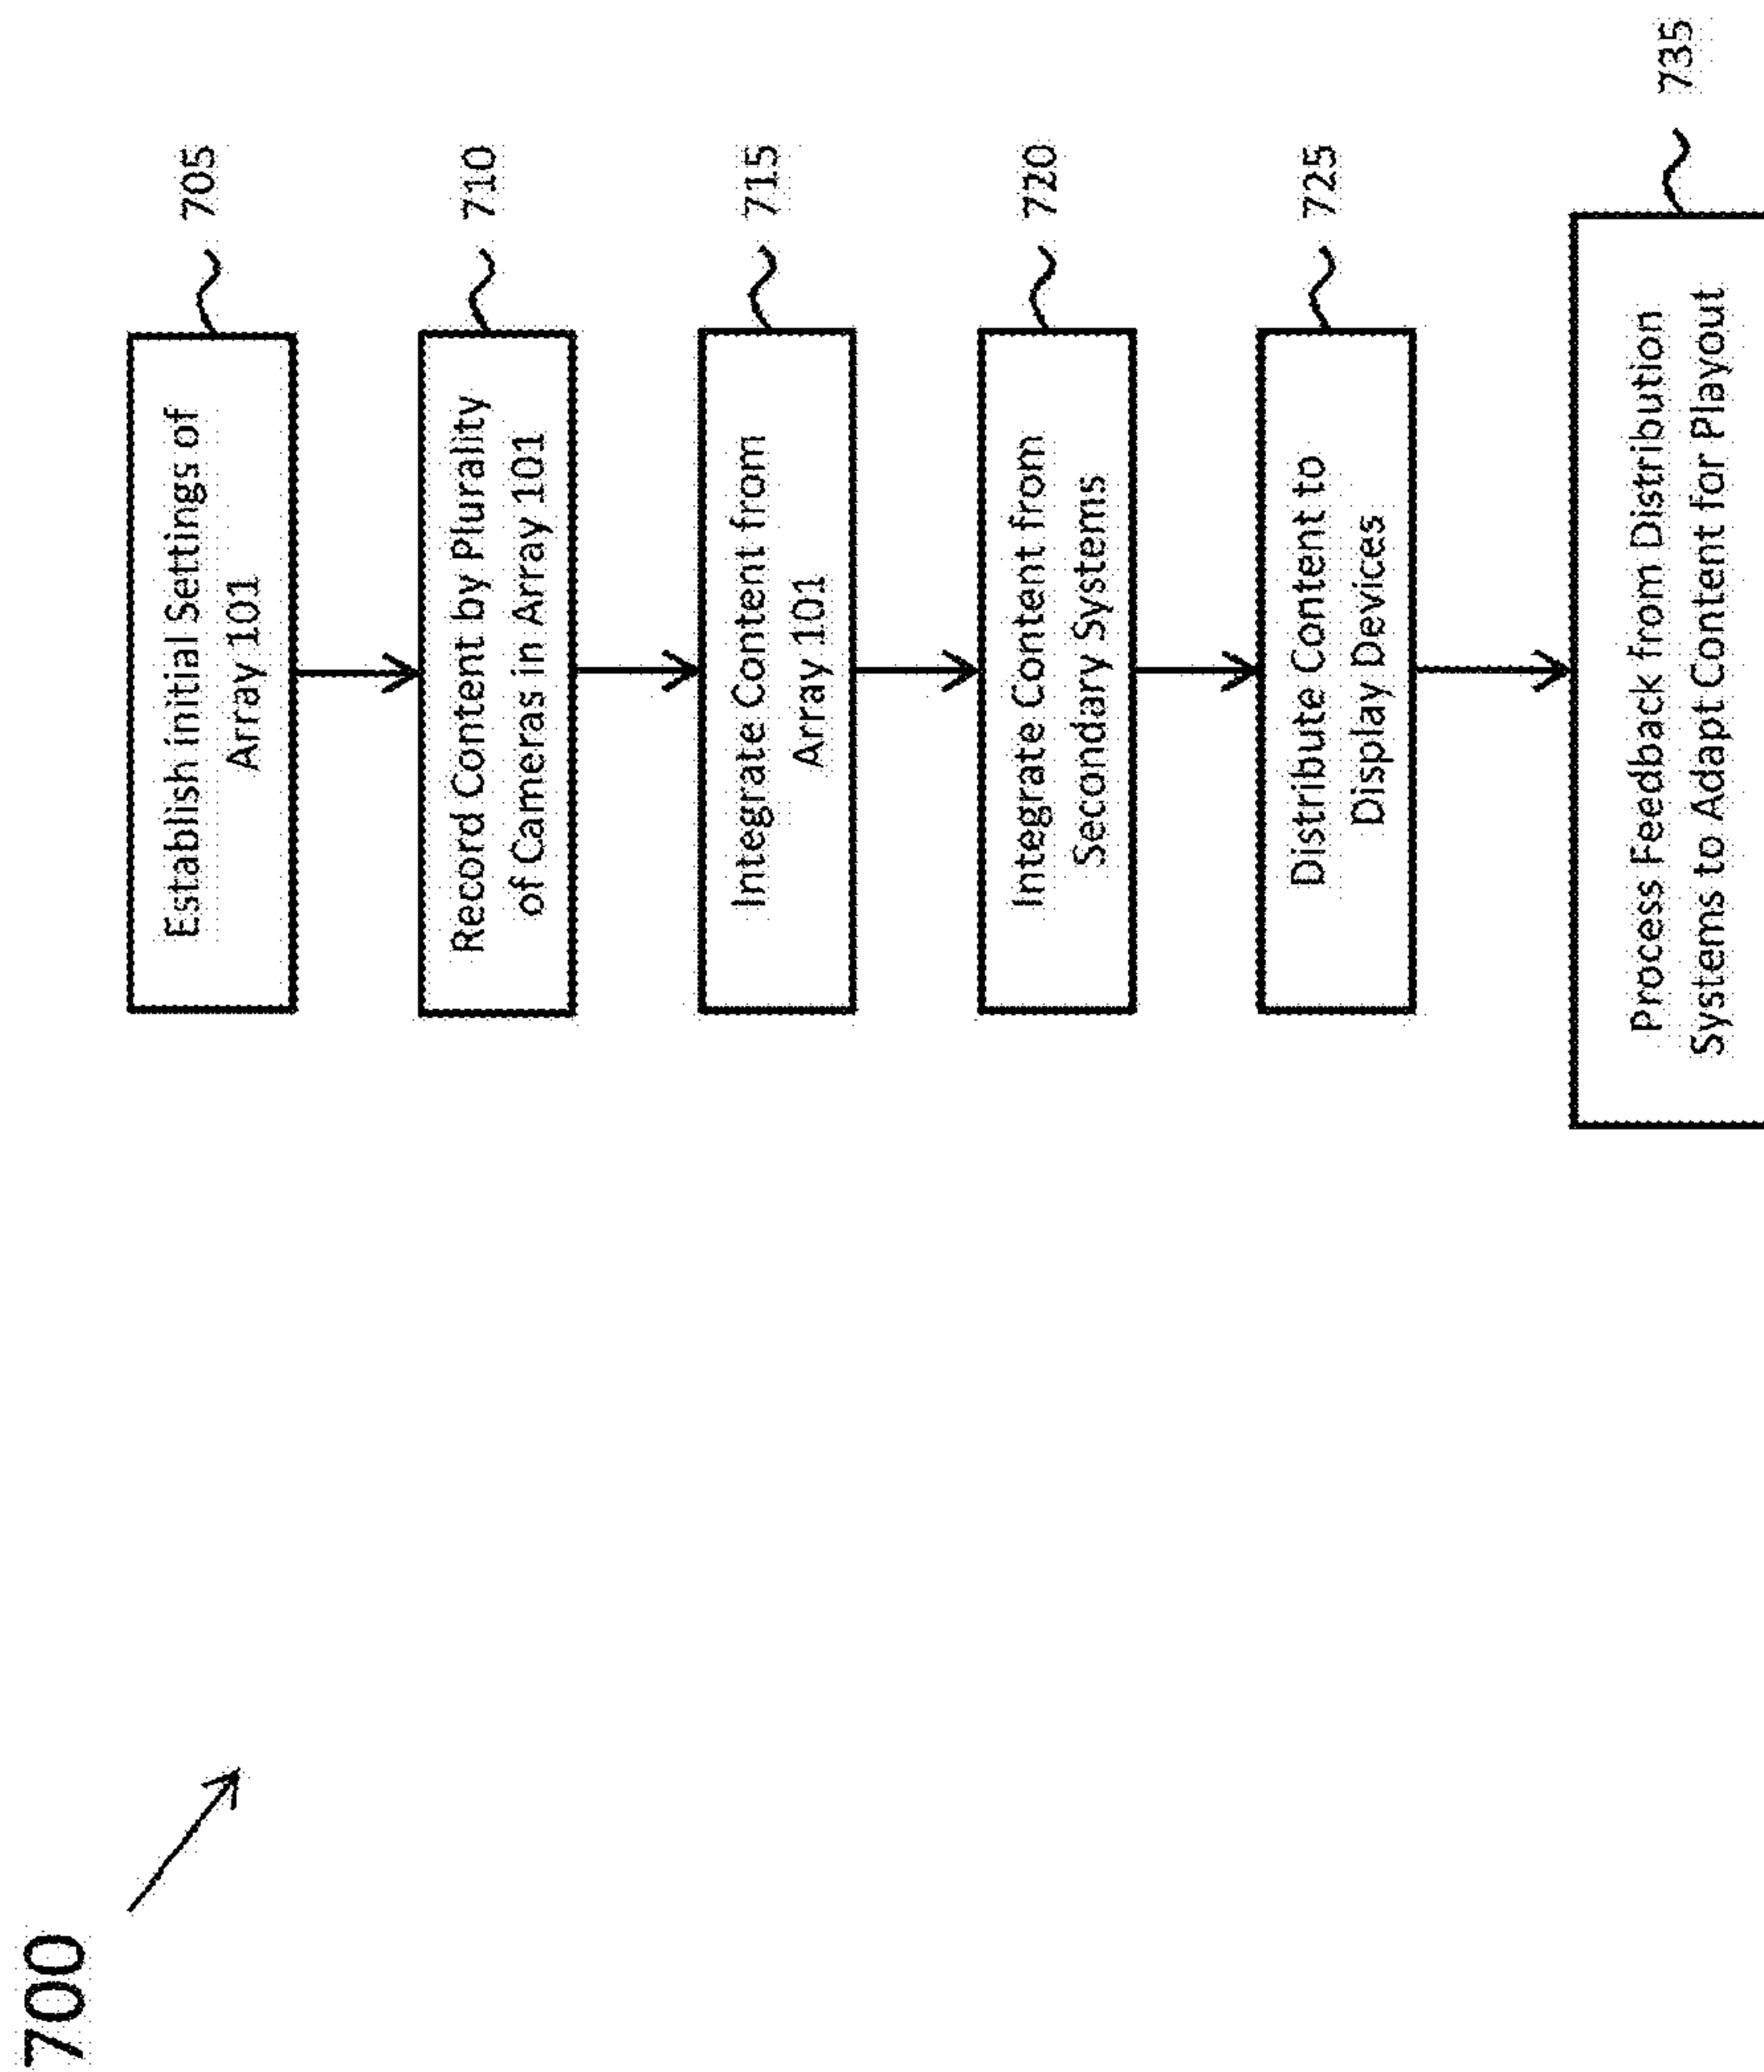 700
Establish initial Settings of
Array 101
705
Record Content by Plurality
of Cameras in Array 101
710
Integrate Content from
Array 101
715
Integrate Content from
Secondary Systems
720
Distribute Content to
Display Devices
725
Process Feedback from Distribution
Systems to Adapt Content for Playout
735